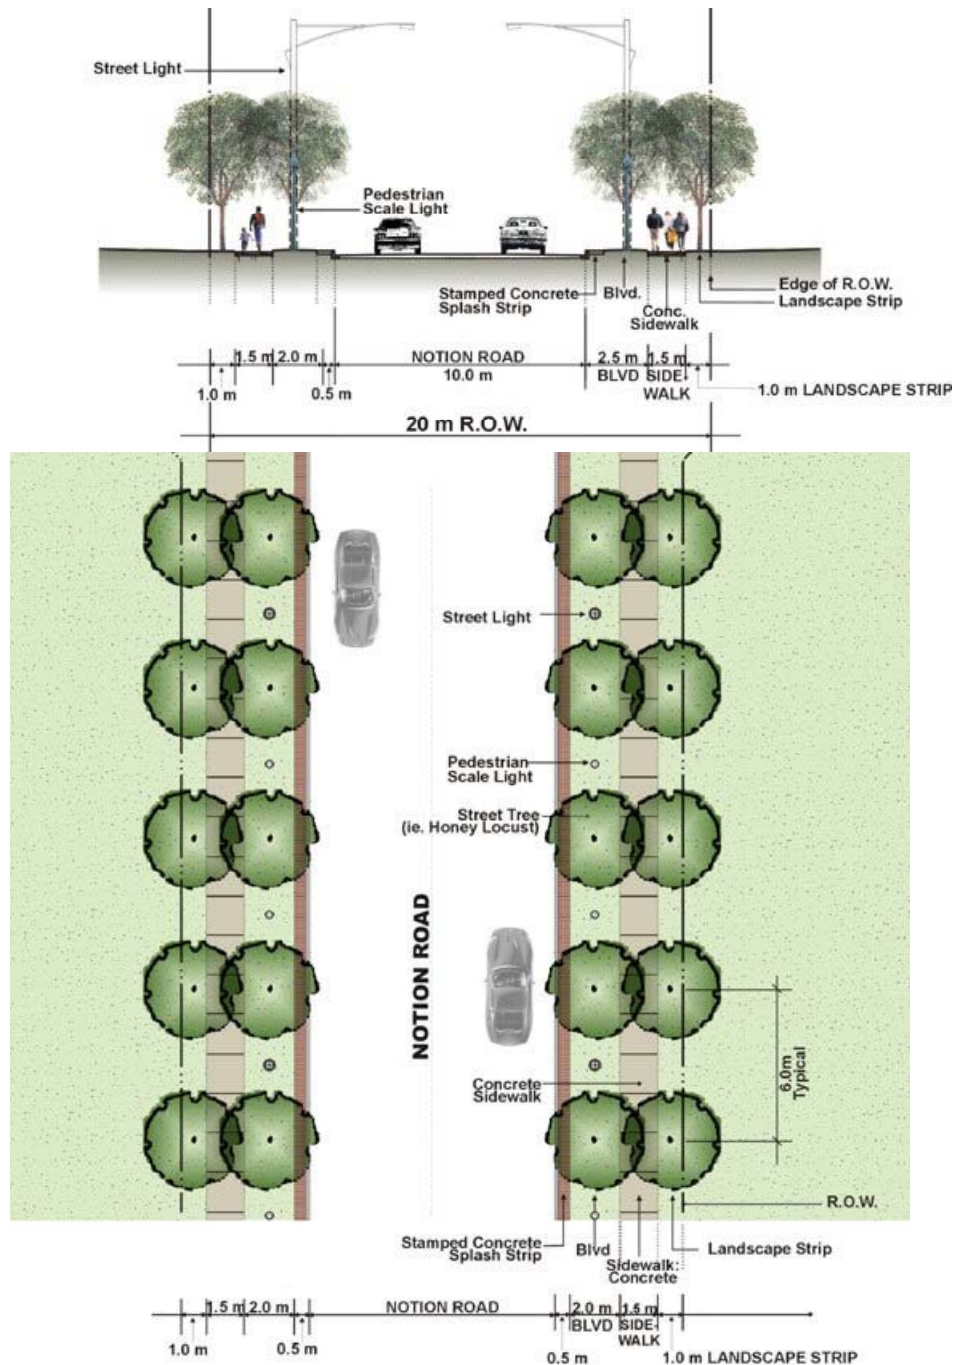 Street Light
Pedestrian
Scale Light
Stamped Concrete
Splash Strip
Blvd.
Conc.
Sidewalk
Edge of R.O.W.
Landscape Strip
1.5 m 2.0 m
NOTION ROAD
2.5 m 1.5 m
1.0 m
0.5 m
10.0 m
BLVD SIDE-
WALK
1.0 m LANDSCAPE STRIP
20 m R.O.W.
Street Light
Pedestrian
Scale Light
Street Tree
(ie. Honey Locust)
NOTION ROAD
Concrete
Sidewalk
6.0m
Typical
R.O.W.
Stamped Concrete
Splash Strip
Blvd
Sidewalk:
Concrete
Landscape Strip
1.5 m 2.0 m
NOTION ROAD
2.0 m 1.5 m
BLVD SIDE-
WALK
1.0 m
0.5 m
0.5 m
1.0 m LANDSCAPE STRIP